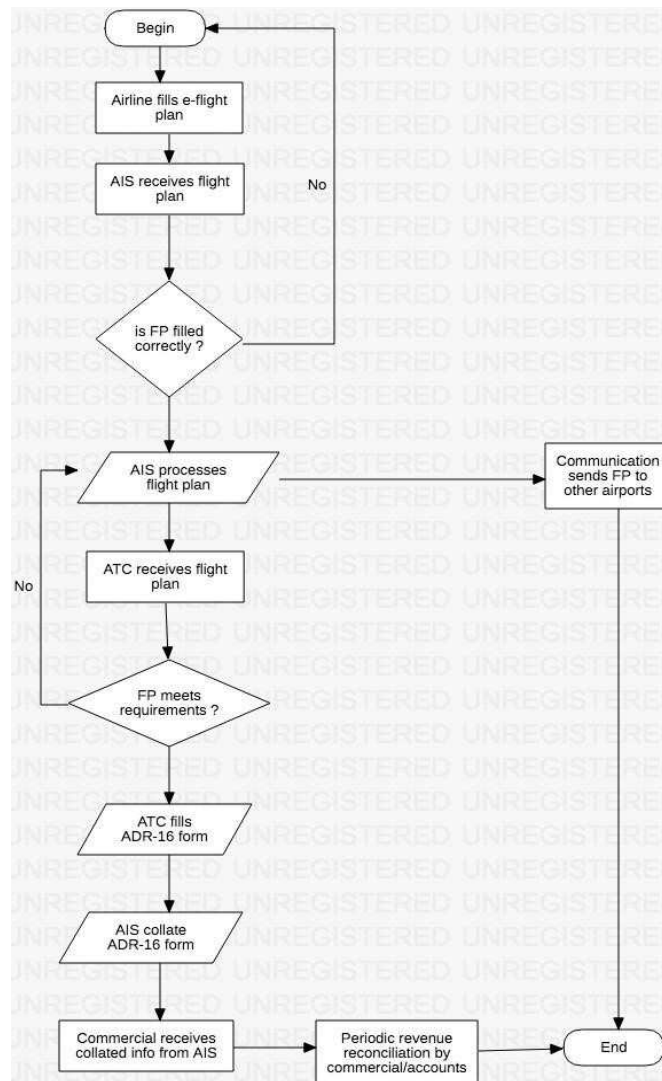 Begin
Airline fills e-flight
plan
AIS receives flight
plan
No
is FP filled
correctly ?
AIS processes
flight plan
Communication
sends FP to
other airports
ATC receives flight
plan
No
FP meets
requirements ?
ATC fills
ADR-16 form
AIS collate
ADR-16 form
Commercial receives
collated info from AIS
Periodic revenue
reconciliation by
commercial/accounts
End
UNREGISTERED